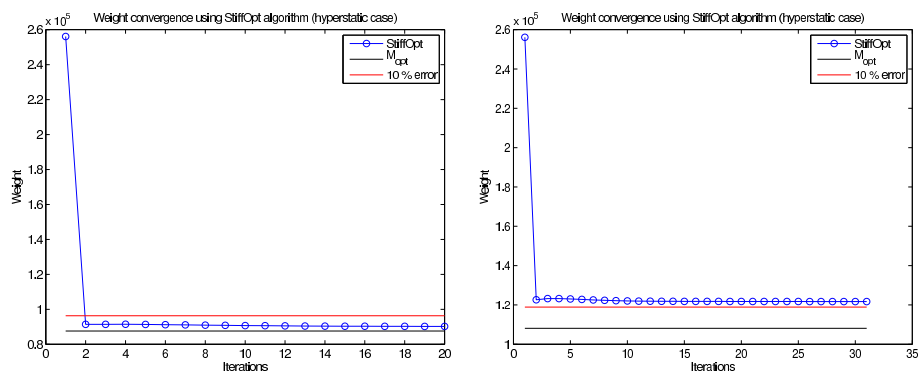 Weight convergence using StiffOpt algorithm (hyperstatic case)
x 10^5
2.6
2.4
2.2
2
1.8
1.6
1.4
1.2
1
0.8
Weight
0 2 4 6 8 10 12 14 16 18 20
Iterations
StiffOpt
M_opt
10 % error
Weight convergence using StiffOpt algorithm (hyperstatic case)
x 10^5
2.6
2.4
2.2
2
1.8
1.6
1.4
1.2
1
Weight
0 5 10 15 20 25 30 35
Iterations
StiffOpt
M_opt
10 % error